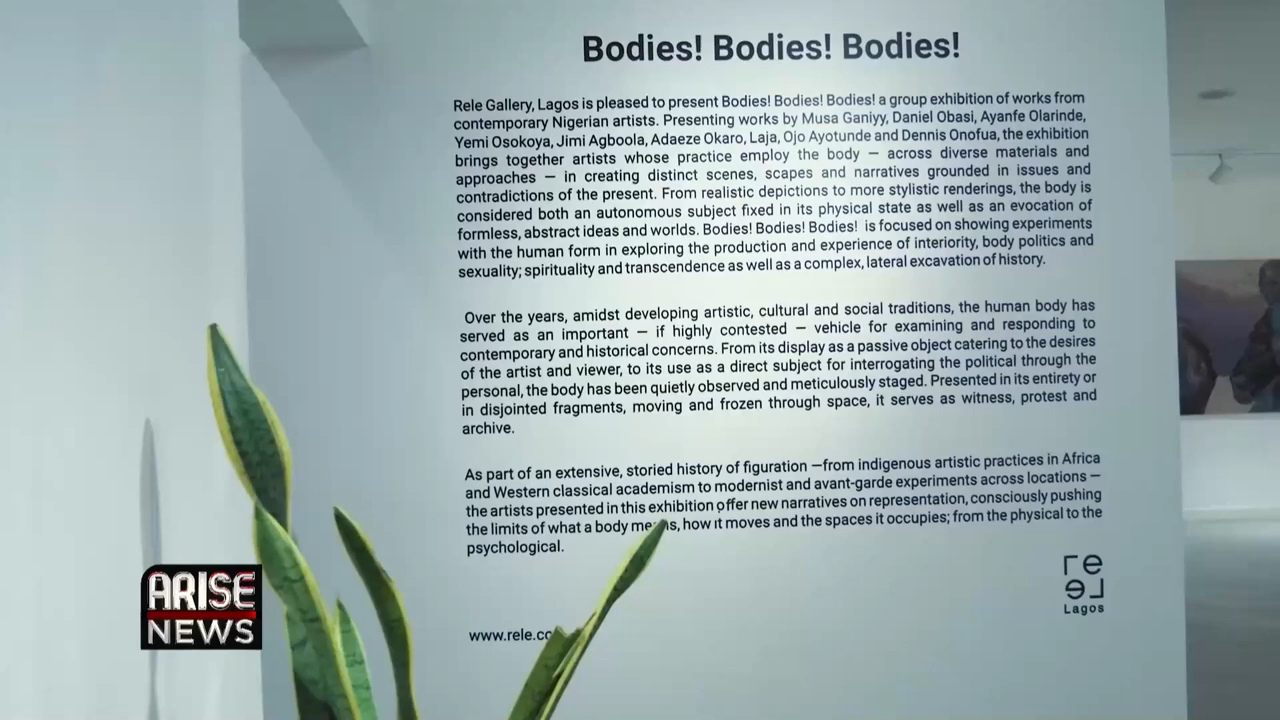 Bodies! Bodies! Bodies!
Rele Gallery, Lagos is pleased to present Bodies! Bodies! Bodies! a group exhibition of works from
contemporary Nigerian artists. Presenting works by Musa Ganiyy, Daniel Obasi, Ayanfe Olarinde,
Yemi Osokoya, Jimi Agboola, Adaeze Okaro, Laja, Ojo Ayotunde and Dennis Onofua, the exhibition
brings together artists whose practice employ the body — across diverse materials and
approaches — in creating distinct scenes, scapes and narratives grounded in issues and
contradictions of the present. From realistic depictions to more stylistic renderings, the body is
considered both an autonomous subject fixed in its physical state as well as an evocation of
formless, abstract ideas and worlds. Bodies! Bodies! Bodies! is focused on showing experiments
with the human form in exploring the production and experience of interiority, body politics and
sexuality; spirituality and transcendence as well as a complex, lateral excavation of history.
Over the years, amidst developing artistic, cultural and social traditions, the human body has
served as an important — if highly contested — vehicle for examining and responding to
contemporary and historical concerns. From its display as a passive object catering to the desires
of the artist and viewer, to its use as a direct subject for interrogating the political through the
personal, the body has been quietly observed and meticulously staged. Presented in its entirety or
in disjointed fragments, moving and frozen through space, it serves as witness, protest and
archive.
As part of an extensive, storied history of figuration —from indigenous artistic practices in Africa
and Western classical academism to modernist and avant-garde experiments across locations —
the artists presented in this exhibition offer new narratives on representation, consciously pushing
the limits of what a body how it moves and the spaces it occupies; from the physical to the
psychological.
re
el
Lagos
www.rele.co
ARISE
NEWS